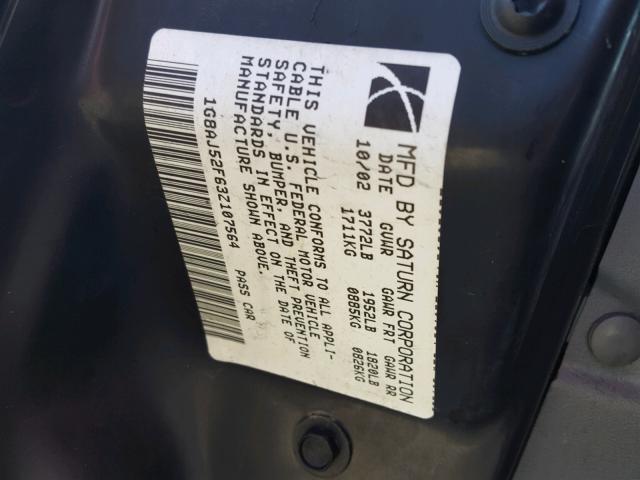 MFD BY SATURN CORPORATION
DATE GVWR GAWR FRT GAWR RR
10/02 3772LB 1952LB 1820LB
1711KG 0885KG 0826KG
THIS VEHICLE CONFORMS TO ALL APPLI-
CABLE U.S. FEDERAL MOTOR VEHICLE
SAFETY, BUMPER, AND THEFT PREVENTION
STANDARDS IN EFFECT ON THE DATE OF
MANUFACTURE SHOWN ABOVE.
1G8AJ52F63Z107564 PASS CAR